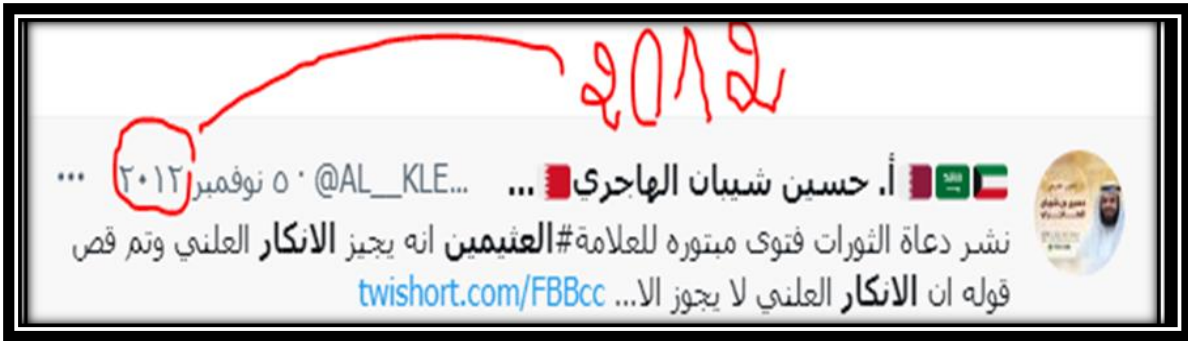 2012
أ. حسين شيبان الهاجري ... @AL__KLE... · ٥ نوفمبر ٢٠١٢ ...
نشر دعاة الثورات فتوى مبتوره للعلامة#العثيمين انه يجيز الانكار العلني وتم قص
قوله ان الانكار العلني لا يجوز الا... twishort.com/FBBcc